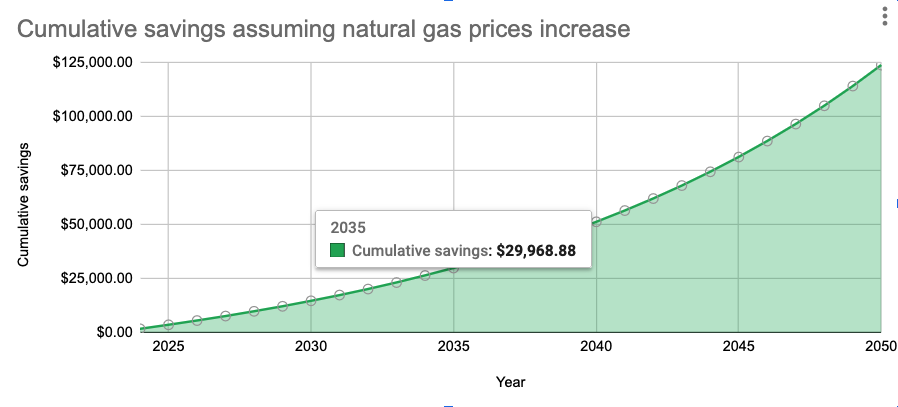 Cumulative savings assuming natural gas prices increase
$125,000.00
$100,000.00
$75,000.00
$50,000.00
$25,000.00
$0.00
Cumulative savings
2035
Cumulative savings: $29,968.88
2025 2030 2035 2040 2045 2050
Year